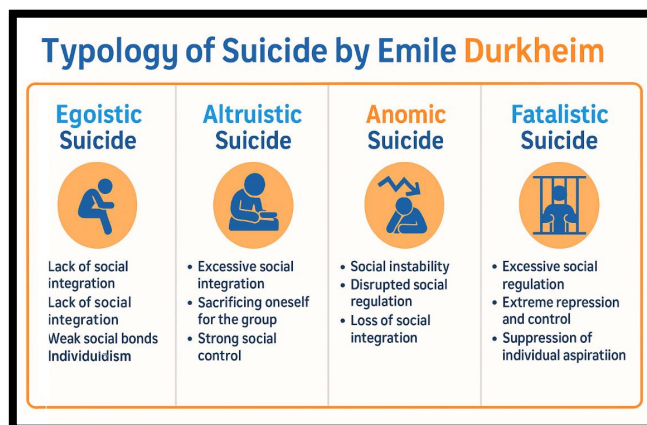 Typology of Suicide by Emile Durkheim
Egoistic
Suicide
Lack of social
integration
Lack of social
integration
Weak social bonds
Individuidism
Altruistic
Suicide
• Excessive social
integration
• Sacrificing oneself
for the group
• Strong social
control
Anomic
Suicide
• Social instability
• Disrupted social
regulation
• Loss of social
integration
Fatalistic
Suicide
• Excessive social
regulation
• Extreme repression
and control
• Suppression of
individual aspiratiion